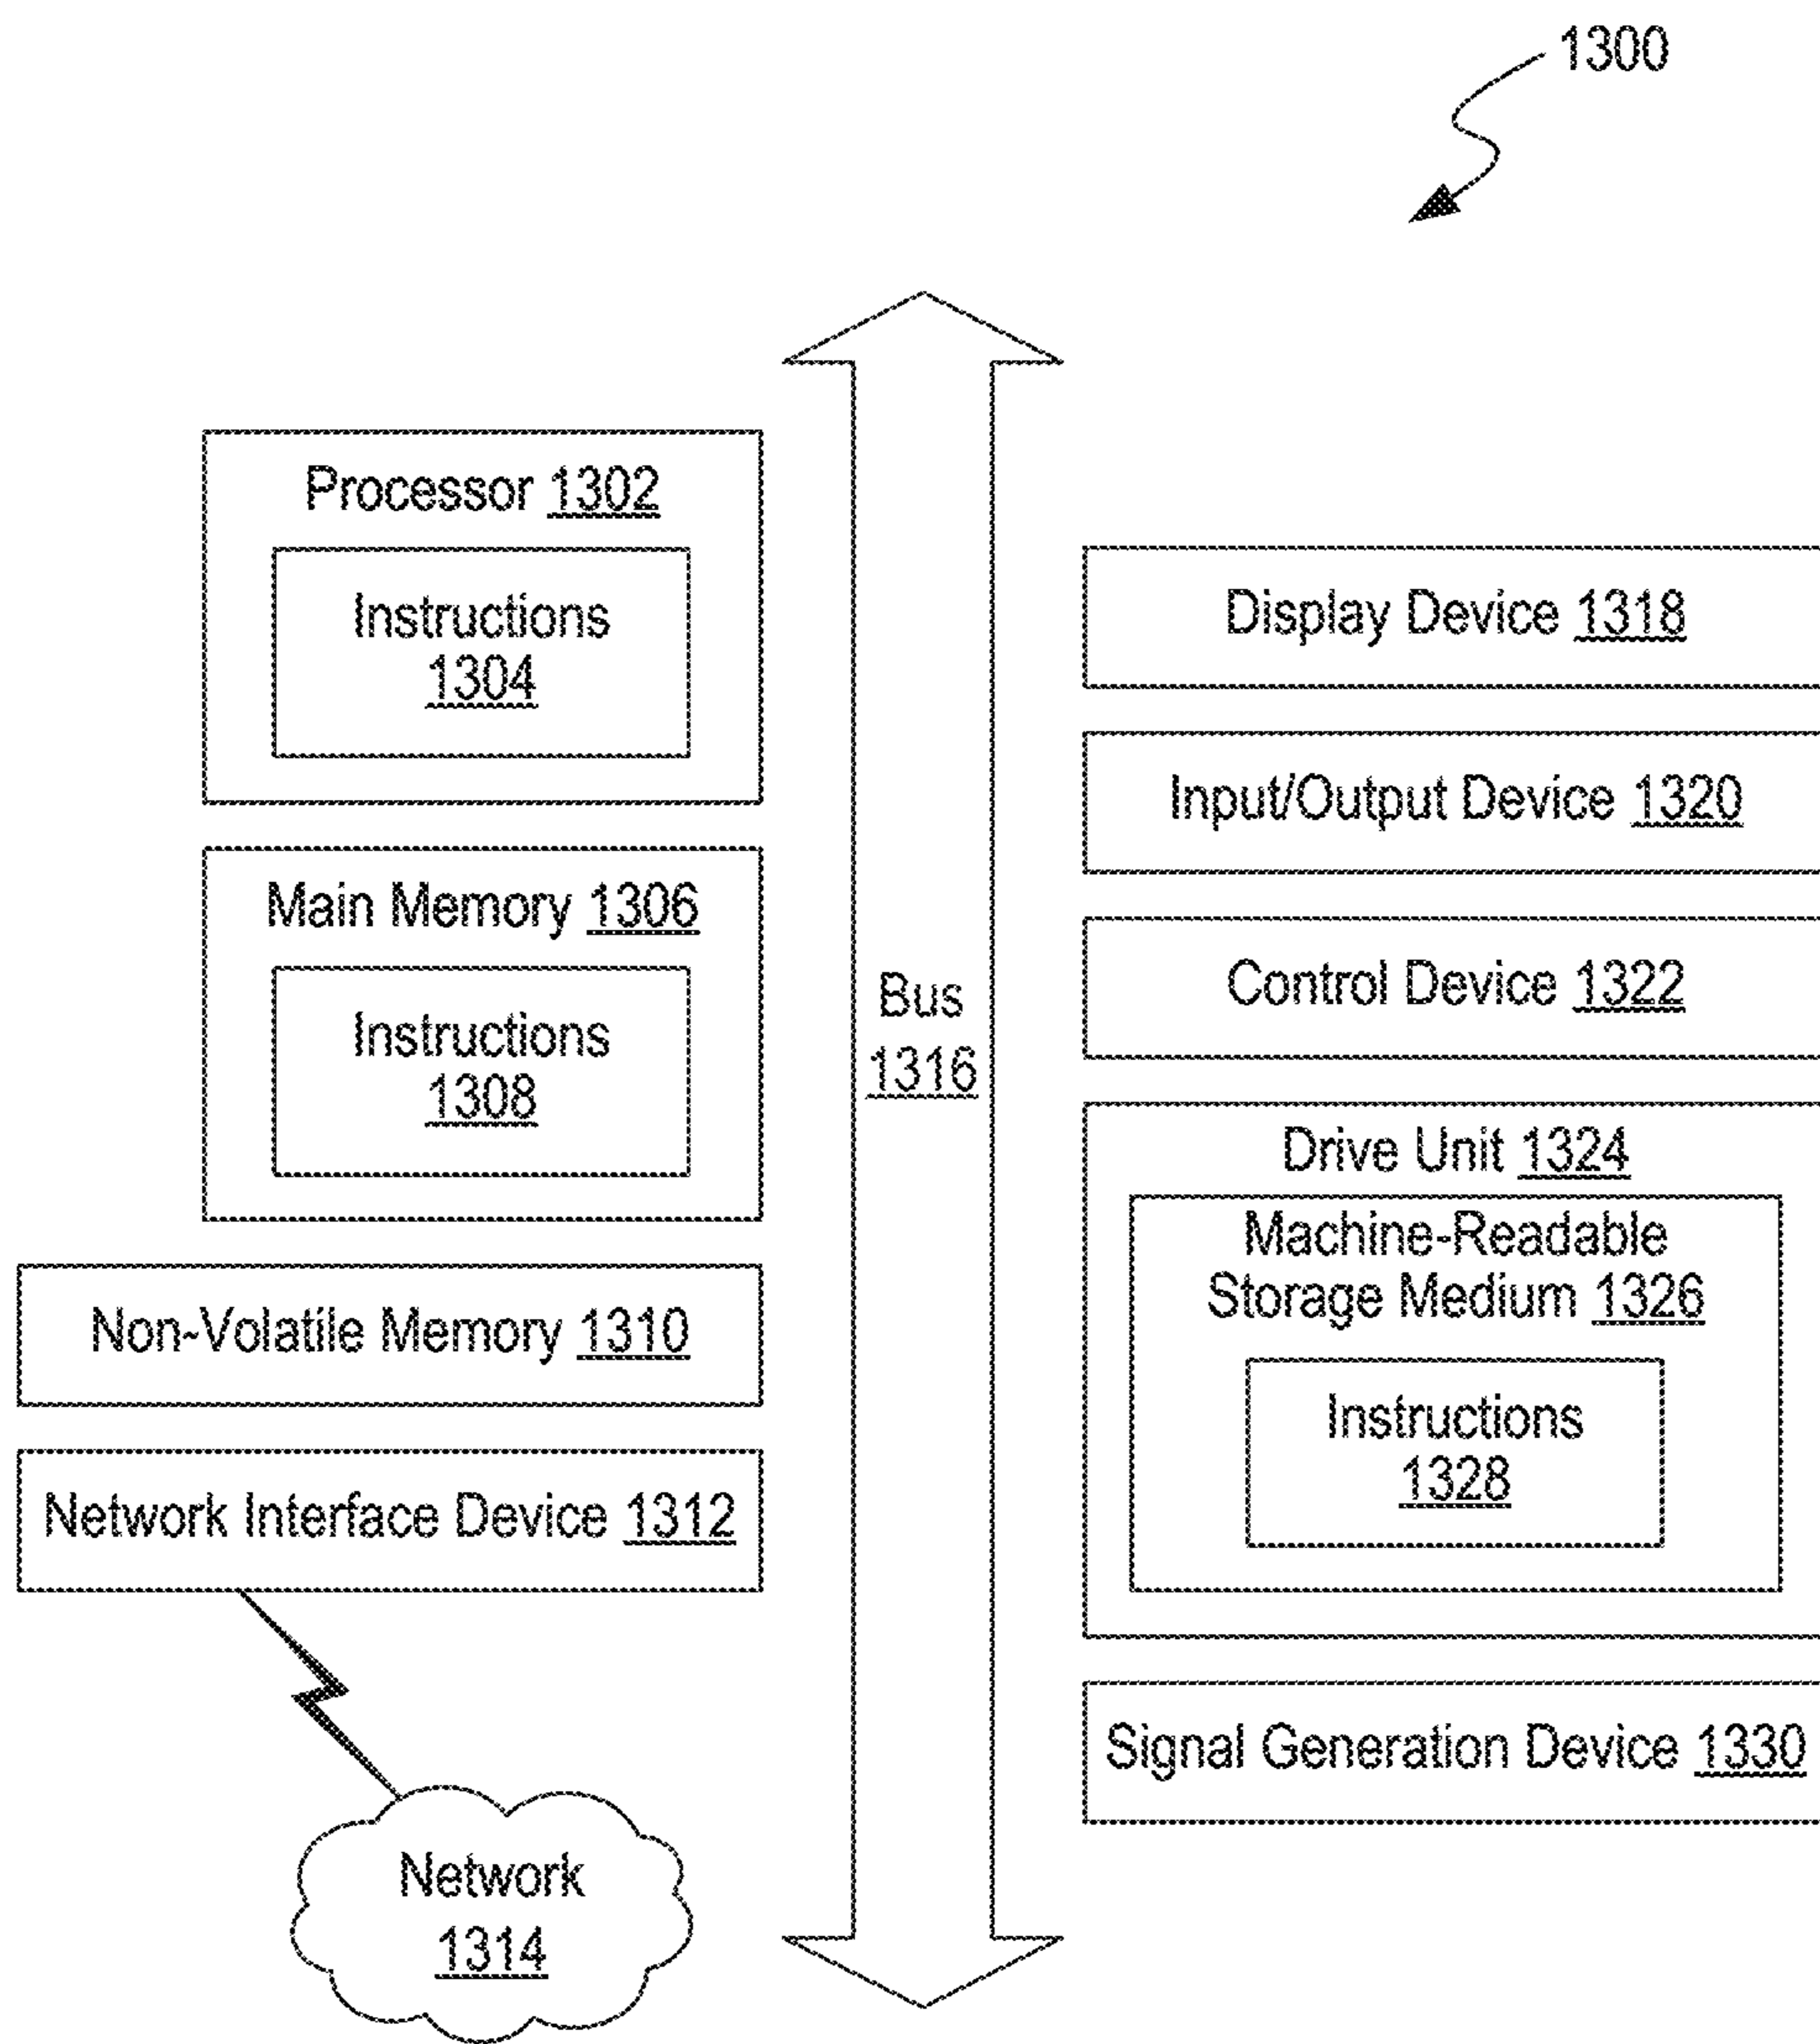 1300
Processor 1302
Instructions
1304
Main Memory 1306
Instructions
1308
Non-Volatile Memory 1310
Network Interface Device 1312
Network
1314
Bus
1316
Display Device 1318
Input/Output Device 1320
Control Device 1322
Drive Unit 1324
Machine-Readable
Storage Medium 1326
Instructions
1328
Signal Generation Device 1330